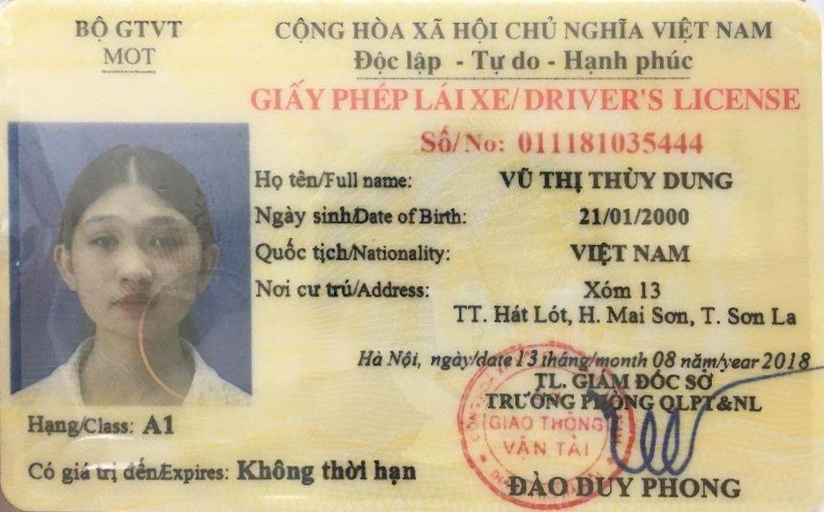 BỘ GTVT
MOT
CỘNG HÒA XÃ HỘI CHỦ NGHĨA VIỆT NAM
Độc lập - Tự do - Hạnh phúc
GIẤY PHÉP LÁI XE/ DRIVER'S LICENSE
Số/No: 011181035444
Họ tên/Full name: VŨ THỊ THÙY DUNG
Ngày sinh/Date of Birth: 21/01/2000
Quốc tịch/Nationality: VIỆT NAM
Nơi cư trú/Address: Xóm 13
TT. Hát Lót, H. Mai Sơn, T. Sơn La
Hà Nội, ngày/date 13 tháng/month 08 năm/year 2018
TL. GIÁM ĐỐC SỞ
TRƯỞNG PHÒNG QLPT&NL
GIAO THÔNG
VẬN TẢI
Hạng/Class: A1
Có giá trị đến/Expires: Không thời hạn
ĐÀO DUY PHONG